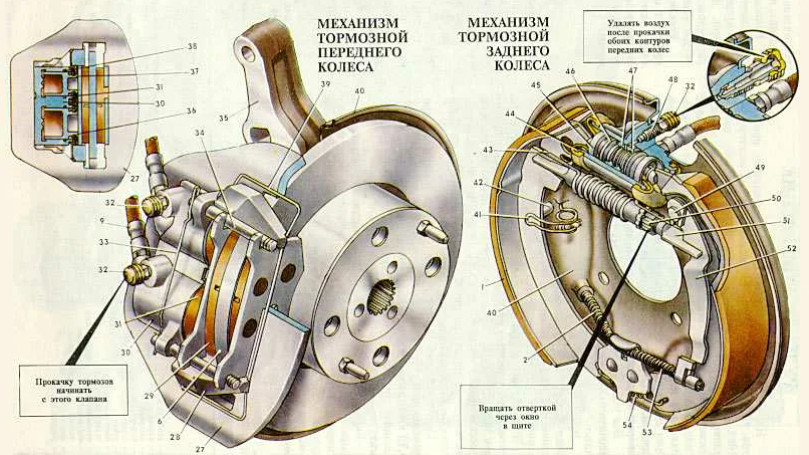 МЕХАНИЗМ
ТОРМОЗНОЙ
ПЕРЕДНЕГО
КОЛЕСА
МЕХАНИЗМ
ТОРМОЗНОЙ
ЗАДНЕГО
КОЛЕСА
Удалять воздух
после прокачки
обоих контуров
передних колес
38
37
31
30
36
27
35
34
39
40
32
9
33
32
31
30
29
6
28
27
Прокачку тормозов
начинать
с этого клапана
46
47
48
32
45
44
43
42
41
49
50
51
52
1
40
2
54
53
Вращать отверткой
через окно
в щите